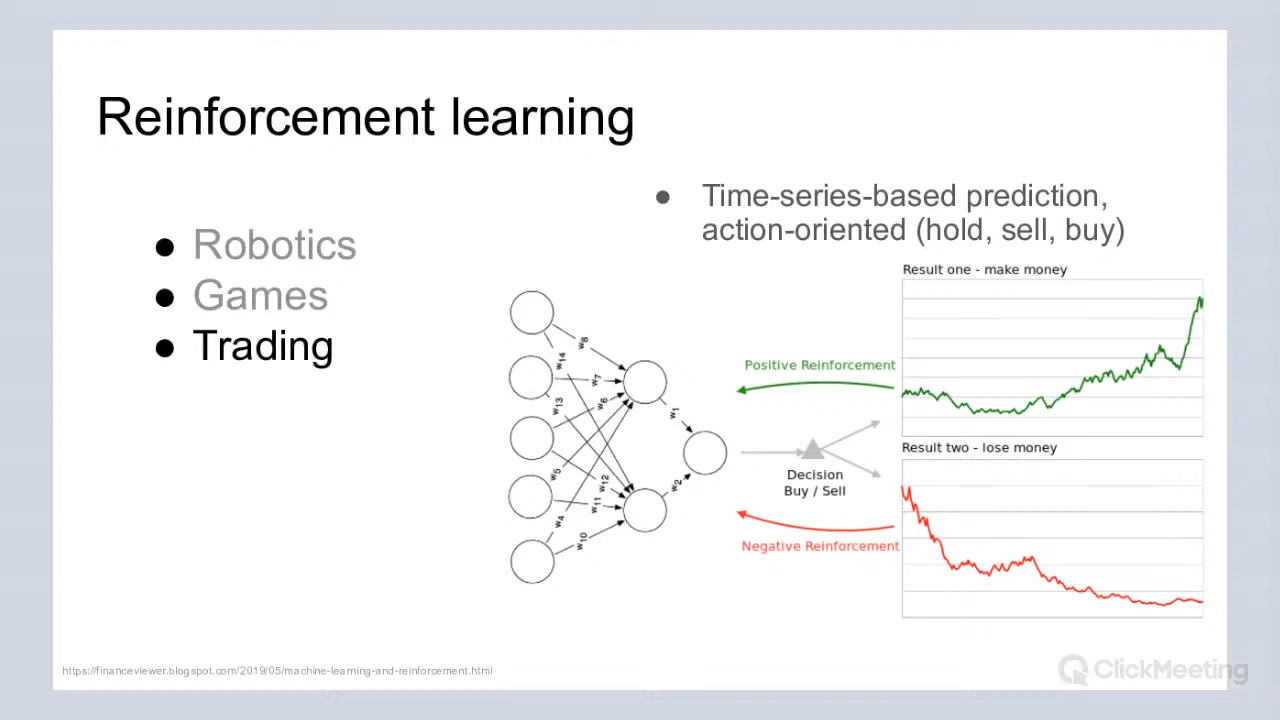 Reinforcement learning
● Robotics
● Games
● Trading
● Time-series-based prediction,
action-oriented (hold, sell, buy)
w8
w14
w7
w13
w6
w5
w12
w11
w4
w10
w1
w2
Positive Reinforcement
Decision
Buy / Sell
Negative Reinforcement
Result one - make money
Result two - lose money
https://financeviewer.blogspot.com/2019/05/machine-learning-and-reinforcement.html
ClickMeeting